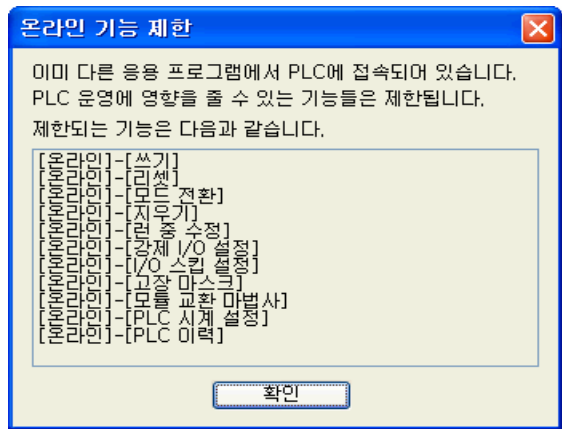 온라인 기능 제한
이미 다른 응용 프로그램에서 PLC에 접속되어 있습니다.
PLC 운영에 영향을 줄 수 있는 기능들은 제한됩니다.
제한되는 기능은 다음과 같습니다.
[온라인]-[쓰기]
[온라인]-[리셋]
[온라인]-[모드 전환]
[온라인]-[지우기]
[온라인]-[런 중 수정]
[온라인]-[강제 I/O 설정]
[온라인]-[I/O 스킵 설정]
[온라인]-[고장 마스크]
[온라인]-[모듈 교환 마법사]
[온라인]-[PLC 시계 설정]
[온라인]-[PLC 이력]
확인